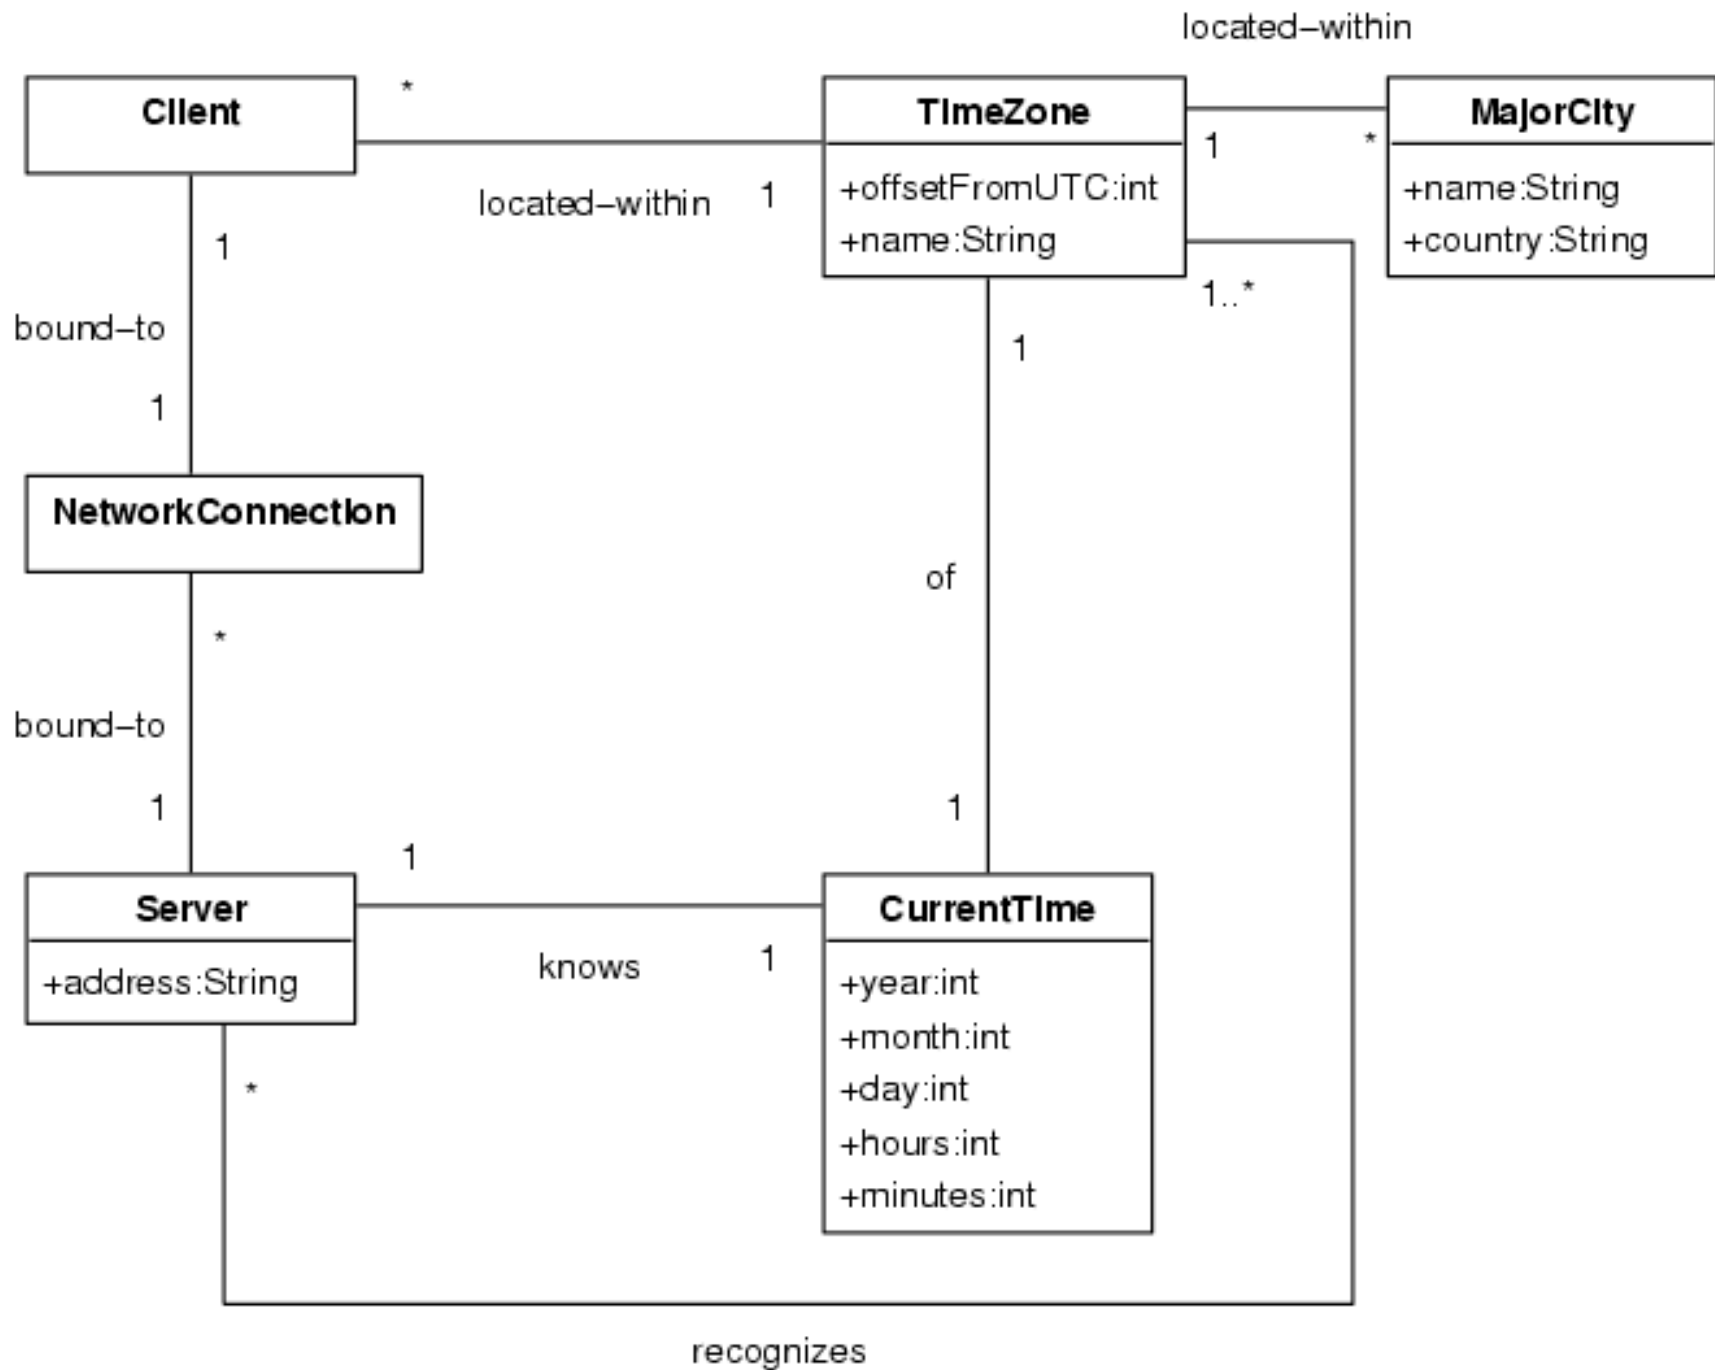 located–within
Client
*
TimeZone
MajorCity
1
*
+offsetFromUTC:int
+name:String
+name:String
+country:String
located–within
1
1
1..*
bound–to
1
1
NetworkConnection
of
*
bound–to
1
1
1
Server
CurrentTime
+address:String
knows
1
+year:int
+month:int
+day:int
+hours:int
+minutes:int
*
recognizes